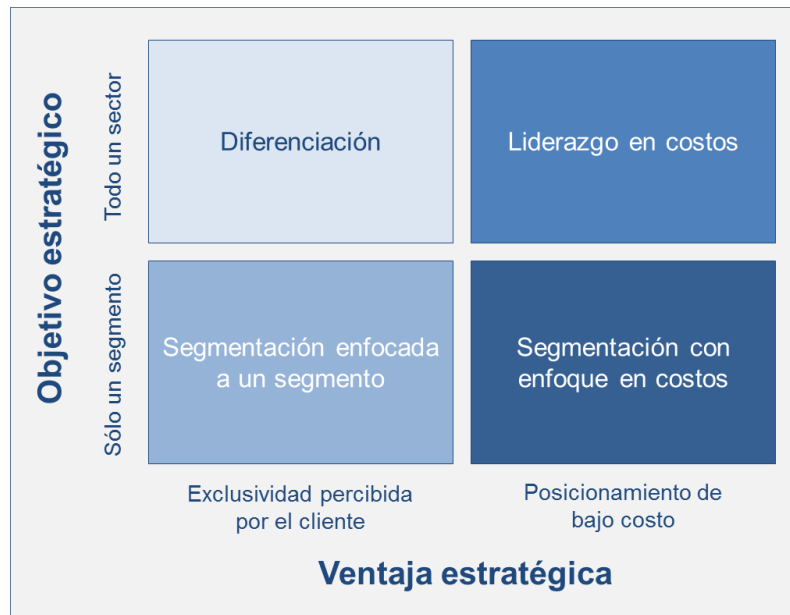 Objetivo estratégico
Todo un sector
Sólo un segmento
Diferenciación
Liderazgo en costos
Segmentación enfocada
a un segmento
Segmentación con
enfoque en costos
Exclusividad percibida
por el cliente
Posicionamiento de
bajo costo
Ventaja estratégica